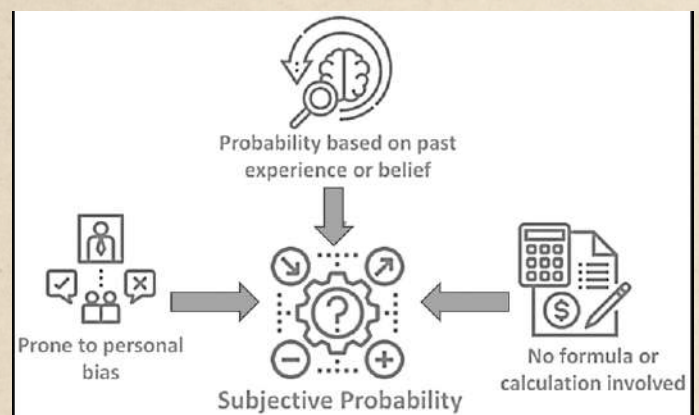 Probability based on past
experience or belief
Prone to personal
bias
No formula or
calculation involved
Subjective Probability